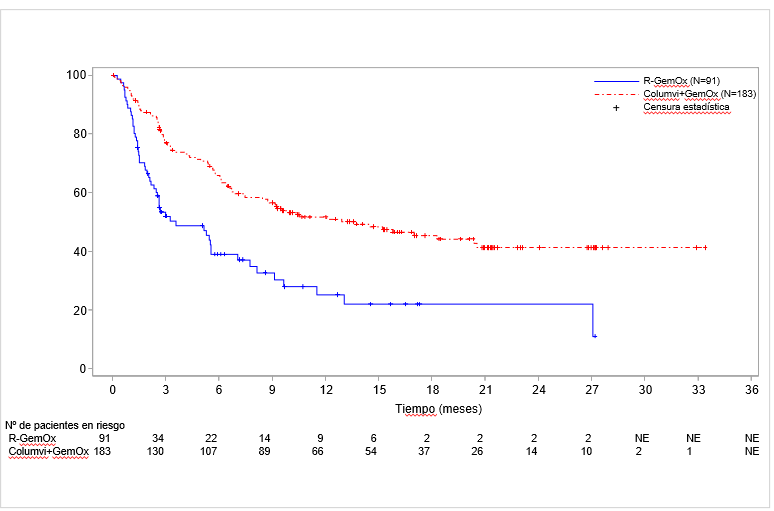 R-GemOx (N=91)
Columvi+GemOx (N=183)
Censura estadística
100
80
60
40
20
0
0 3 6 9 12 15 18 21 24 27 30 33 36
Tiempo (meses)
Nº de pacientes en riesgo
R-GemOx 91 34 22 14 9 6 2 2 2 2 NE NE NE
Columvi+GemOx 183 130 107 89 66 54 37 26 14 10 2 1 NE